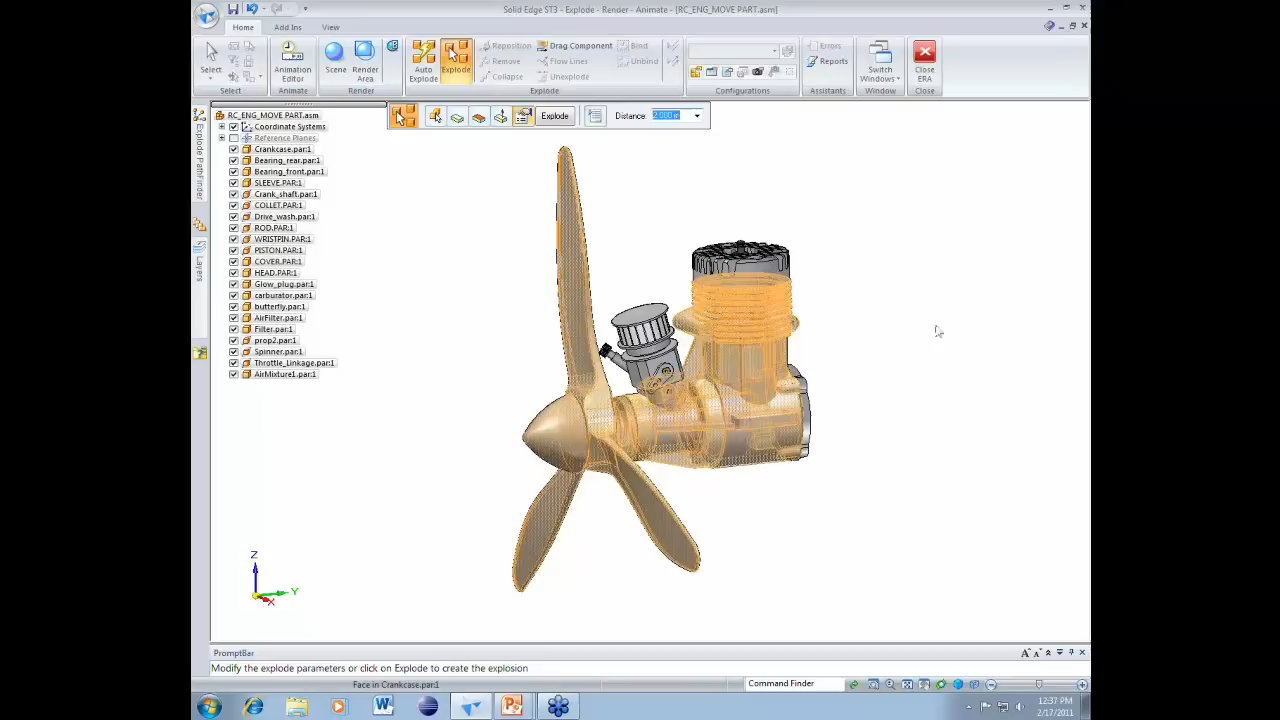 Solid Edge ST3 - Explode - Render - Animate - [RC_ENG_MOVE PART.asm]
Home Add Ins View
Select
Animation Editor
Scene
Render Area
Auto Explode
Explode
Reposition
Remove
Collapse
Drag Component
Flow Lines
Unexplode
Bind
Unbind
Errors
Reports
Switch Windows
Close ERA
Select Animate Render Explode Configurations Assistants Window Close
Explode Distance: 2.000 in
Explode PathFinder
Layers
RC_ENG_MOVE PART.asm
Coordinate Systems
Reference Planes
Crankcase.par:1
Bearing_rear.par:1
Bearing_front.par:1
SLEEVE.PAR:1
Crank_shaft.par:1
COLLET.PAR:1
Drive_wash.par:1
ROD.PAR:1
WRISTPIN.PAR:1
PISTON.PAR:1
COVER.PAR:1
HEAD.PAR:1
Glow_plug.par:1
carburator.par:1
butterfly.par:1
AirFilter.par:1
Filter.par:1
prop2.par:1
Spinner.par:1
Throttle_Linkage.par:1
AirMixture1.par:1
Z
Y
X
PromptBar
Modify the explode parameters or click on Explode to create the explosion
Face in Crankcase.par:1
Command Finder
12:37 PM
2/17/2011